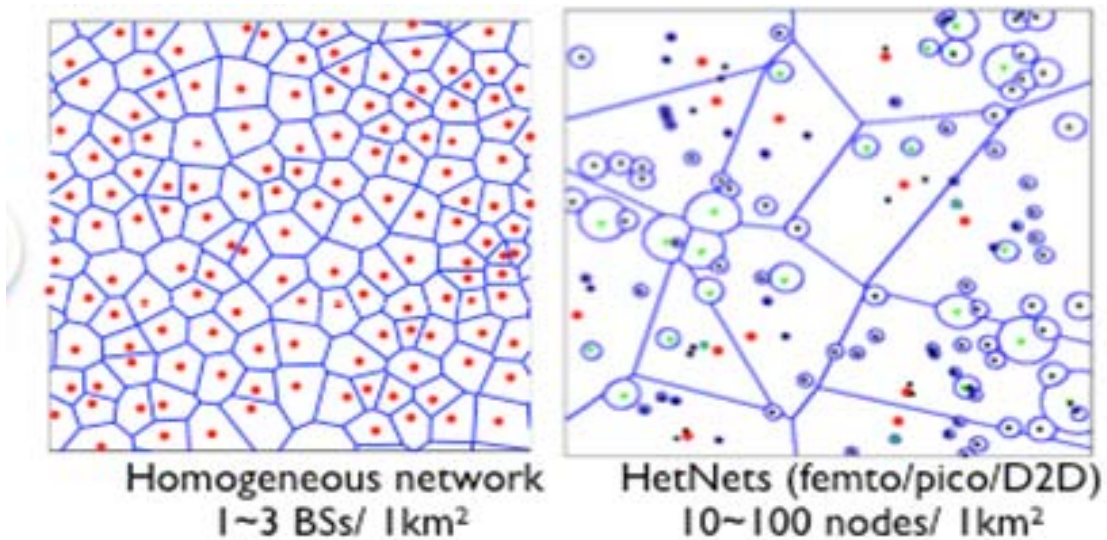 Homogeneous network
1~3 BSs/ 1km²
HetNets (femto/pico/D2D)
10~100 nodes/ 1km²